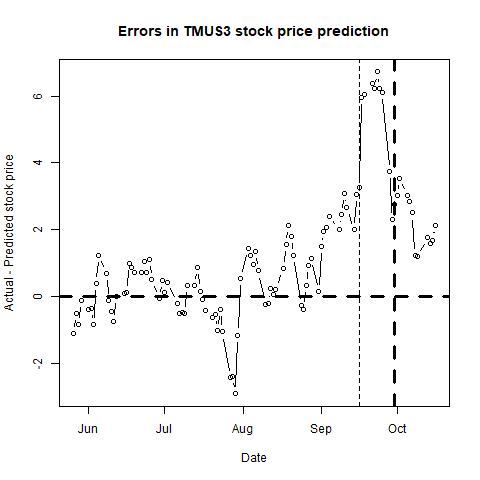 Errors in TMUS3 stock price prediction
Actual - Predicted stock price
6
4
2
0
-2
Jun Jul Aug Sep Oct
Date